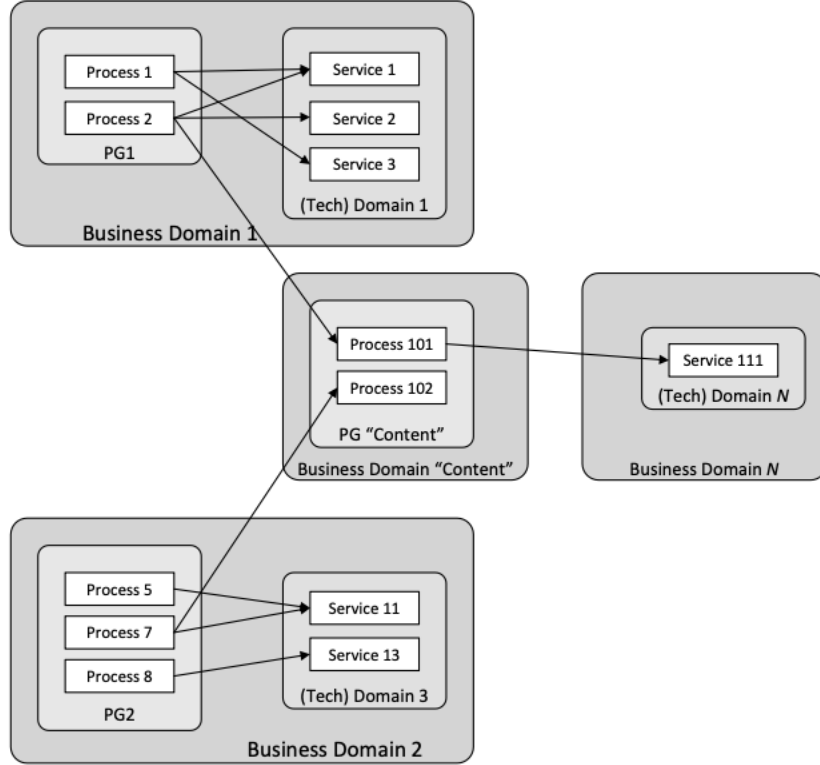 Process 1
Process 2
PG1
Service 1
Service 2
Service 3
(Tech) Domain 1
Business Domain 1
Process 101
Process 102
PG “Content”
Business Domain “Content”
Service 111
(Tech) Domain N
Business Domain N
Process 5
Process 7
Process 8
PG2
Service 11
Service 13
(Tech) Domain 3
Business Domain 2